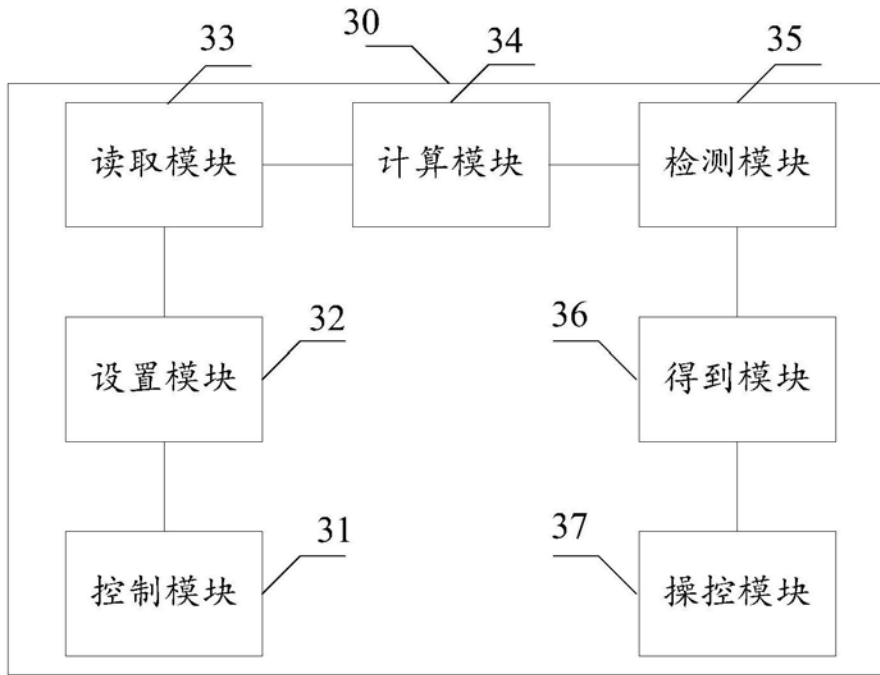 33 30 34 35
读取模块 计算模块 检测模块
32 36
设置模块 得到模块
31 37
控制模块 操控模块